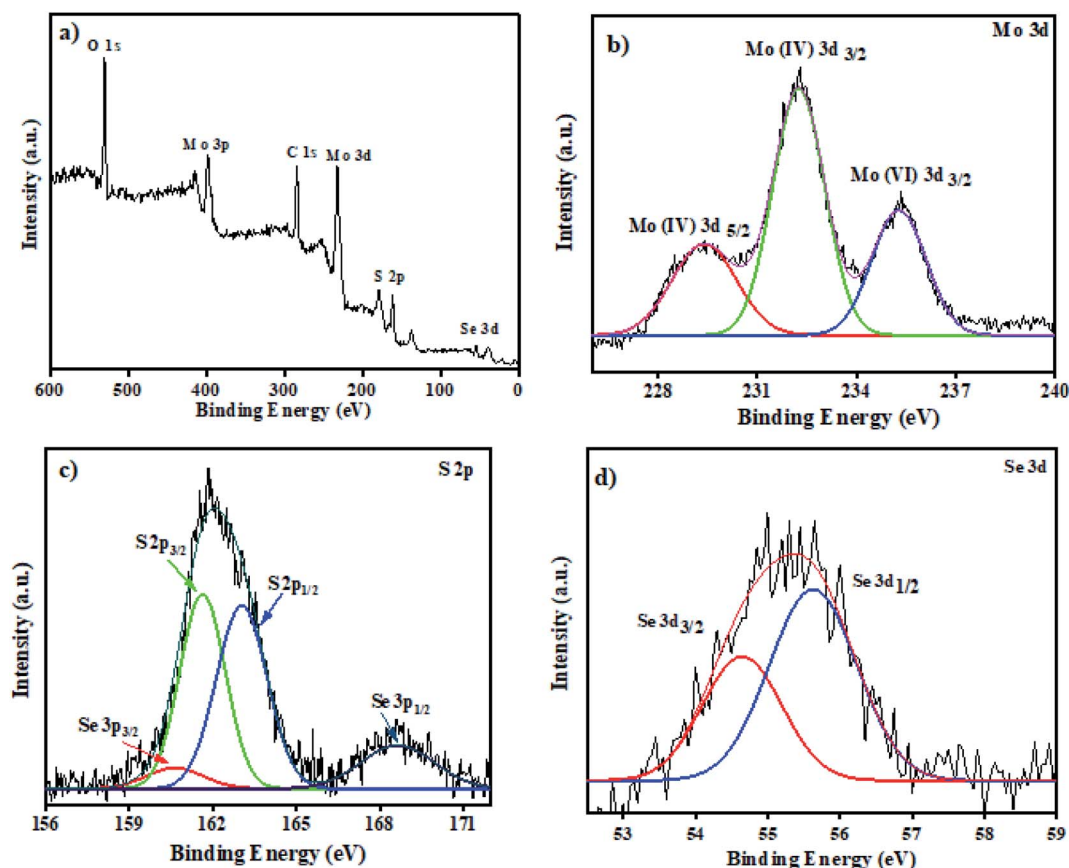 a)
O 1s
Mo 3p
C 1s
Mo 3d
S 2p
Se 3d
Intensity (a.u.)
600 500 400 300 200 100 0
Binding Energy (eV)
b)
Mo 3d
Mo (IV) 3d 3/2
Mo (VI) 3d 3/2
Mo (IV) 3d 5/2
Intensity (a.u.)
228 231 234 237 240
Binding Energy (eV)
c)
S 2p
S2p3/2
S2p1/2
Se 3p1/2
Se 3p3/2
Intensity (a.u.)
156 159 162 165 168 171
Binding Energy (eV)
d)
Se 3d
Se 3d1/2
Se 3d3/2
Intensity (a.u.)
53 54 55 56 57 58 59
Binding Energy (eV)